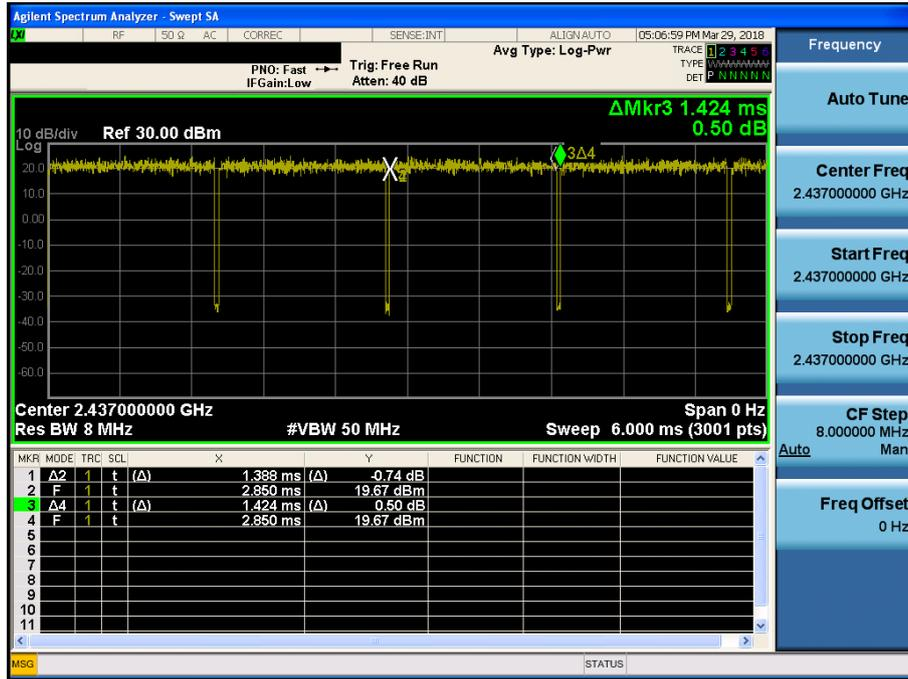 Agilent Spectrum Analyzer - Swept SA
LXI RF 50 Ω AC CORREC SENSE:INT ALIGNAUTO 05:06:59 PM Mar 29, 2018
PNO: Fast
IFGain:Low
Trig: Free Run
Atten: 40 dB
Avg Type: Log-Pwr
TRACE 1 2 3 4 5 6
TYPE
DET P N N N N N
ΔMkr3 1.424 ms
0.50 dB
10 dB/div Ref 30.00 dBm
Log
20.0
10.0
0.00
-10.0
-20.0
-30.0
-40.0
-50.0
-60.0
3Δ4
Center 2.437000000 GHz Span 0 Hz
Res BW 8 MHz #VBW 50 MHz Sweep 6.000 ms (3001 pts)
MKR MODE TRC SCL X Y FUNCTION FUNCTION WIDTH FUNCTION VALUE
1 Δ2 1 t (Δ) 1.388 ms (Δ) -0.74 dB
2 F 1 t 2.850 ms 19.67 dBm
3 Δ4 1 t (Δ) 1.424 ms (Δ) 0.50 dB
4 F 1 t 2.850 ms 19.67 dBm
5
6
7
8
9
10
11
MSG STATUS
Frequency
Auto Tune
Center Freq
2.437000000 GHz
Start Freq
2.437000000 GHz
Stop Freq
2.437000000 GHz
CF Step
8.000000 MHz
Auto Man
Freq Offset
0 Hz